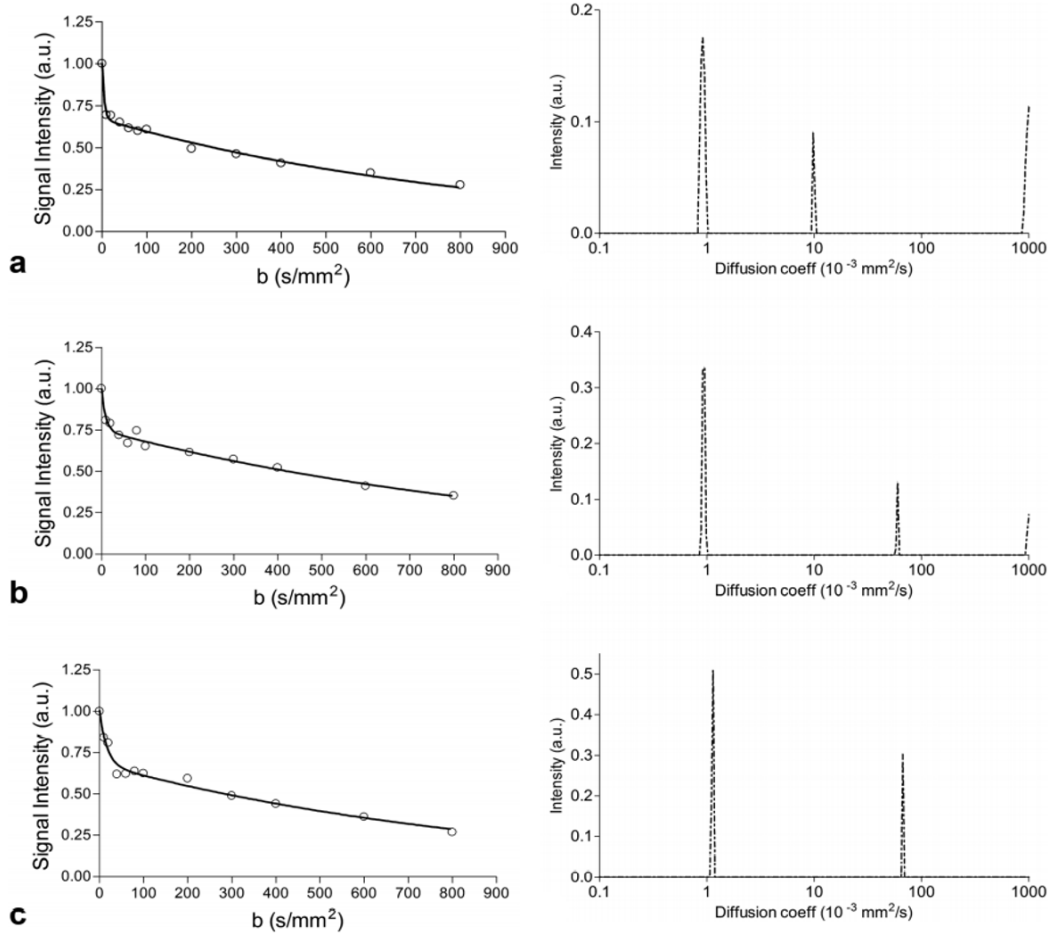 1.25
1.00
0.75
0.50
0.25
0.00
Signal Intensity (a.u.)
0 100 200 300 400 500 600 700 800 900
b (s/mm²)
a
0.2
0.1
0.0
Intensity (a.u.)
0.1 1 10 100 1000
Diffusion coeff (10 ⁻³ mm²/s)
1.25
1.00
0.75
0.50
0.25
0.00
Signal Intensity (a.u.)
0 100 200 300 400 500 600 700 800 900
b (s/mm²)
b
0.4
0.3
0.2
0.1
0.0
Intensity (a.u.)
0.1 1 10 100 1000
Diffusion coeff (10 ⁻³ mm²/s)
1.25
1.00
0.75
0.50
0.25
0.00
Signal Intensity (a.u.)
0 100 200 300 400 500 600 700 800 900
b (s/mm²)
c
0.5
0.4
0.3
0.2
0.1
0.0
Intensity (a.u.)
0.1 1 10 100 1000
Diffusion coeff (10 ⁻³ mm²/s)